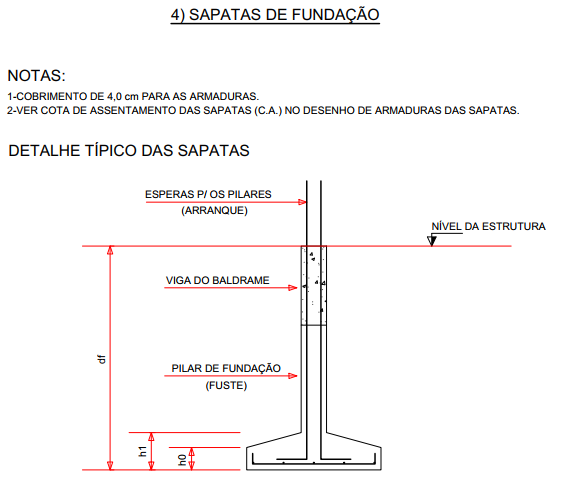 4) SAPATAS DE FUNDAÇÃO
NOTAS:
1-COBRIMENTO DE 4,0 cm PARA AS ARMADURAS.
2-VER COTA DE ASSENTAMENTO DAS SAPATAS (C.A.) NO DESENHO DE ARMADURAS DAS SAPATAS.
DETALHE TÍPICO DAS SAPATAS
ESPERAS P/ OS PILARES
(ARRANQUE)
NÍVEL DA ESTRUTURA
VIGA DO BALDRAME
df
PILAR DE FUNDAÇÃO
(FUSTE)
h1
h0